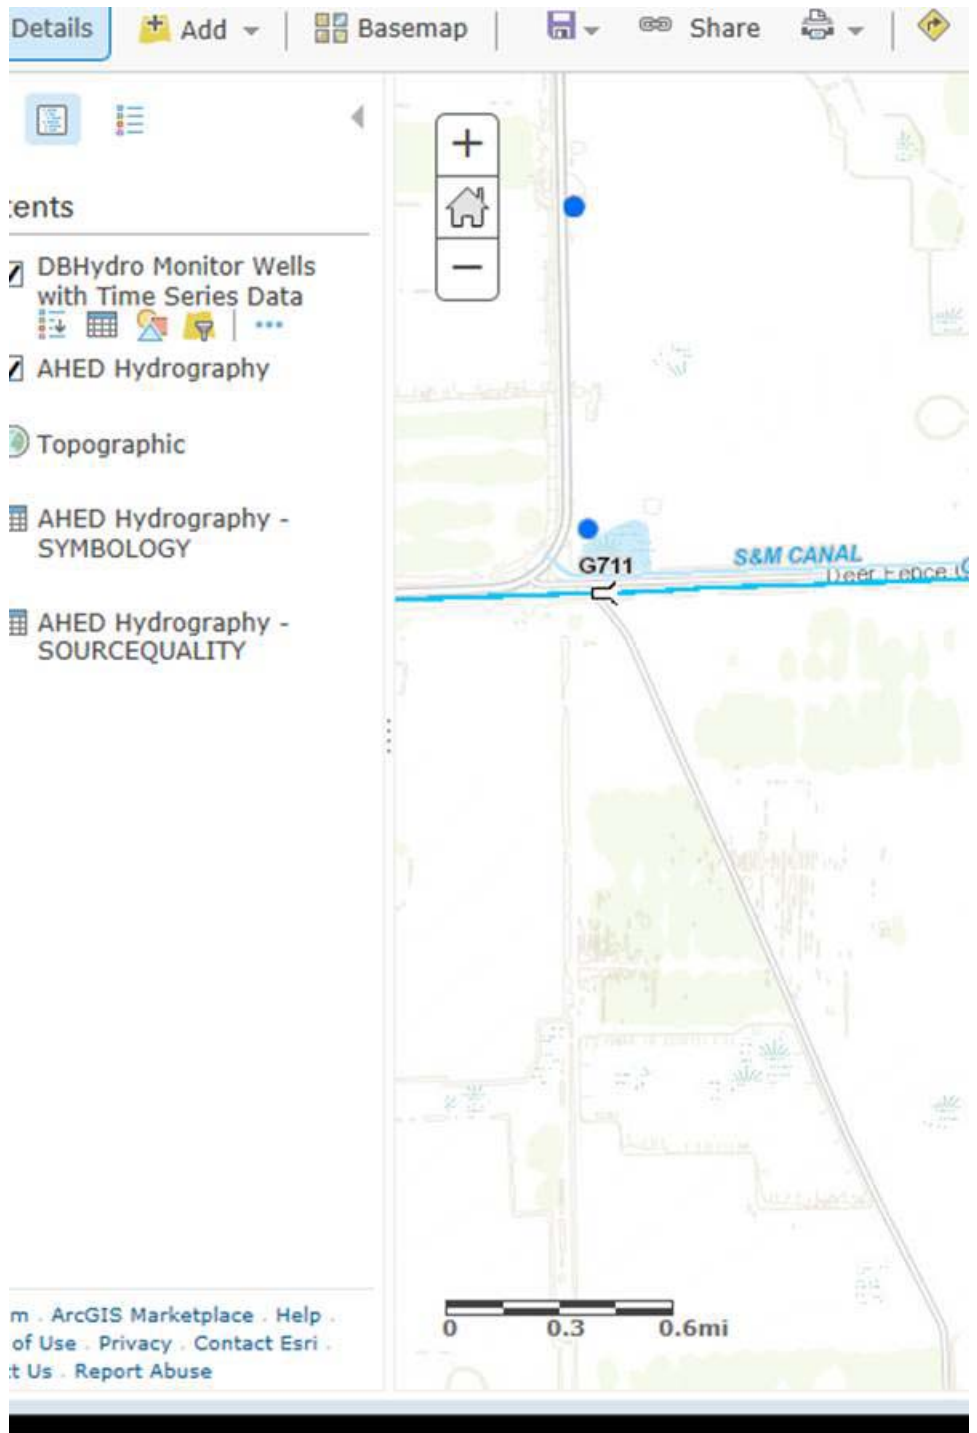 Details
Add
Basemap
Share
tents
DBHydro Monitor Wells
with Time Series Data
AHED Hydrography
Topographic
AHED Hydrography -
SYMBOLOGY
AHED Hydrography -
SOURCEQUALITY
m . ArcGIS Marketplace . Help .
of Use . Privacy . Contact Esri .
t Us . Report Abuse
G711
S&M CANAL
Deer Fence C
0 0.3 0.6mi